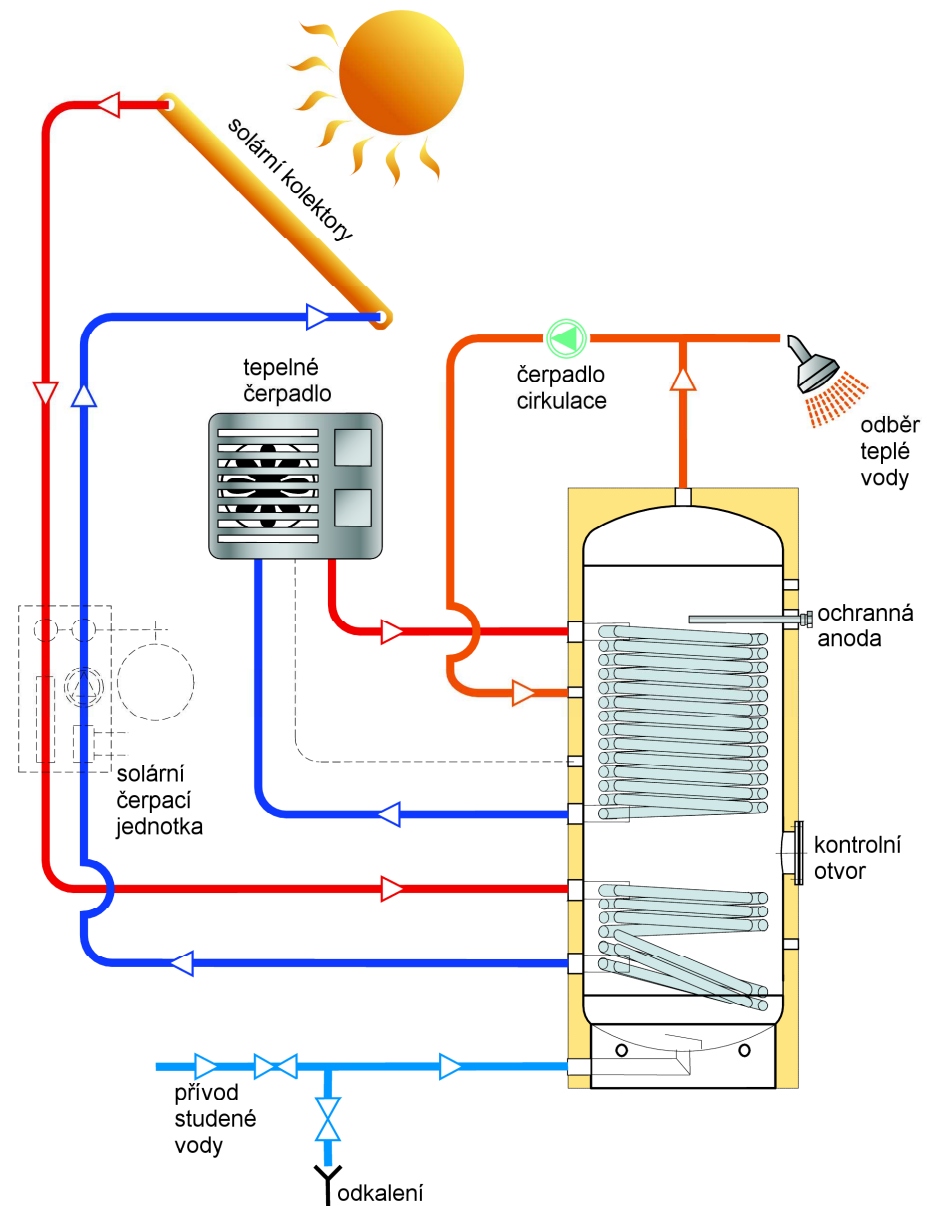 solární kolektory
tepelné
čerpadlo
čerpadlo
cirkulace
odběr
teplé
vody
ochranná
anoda
solární
čerpací
jednotka
kontrolní
otvor
přívod
studené
vody
odkalení